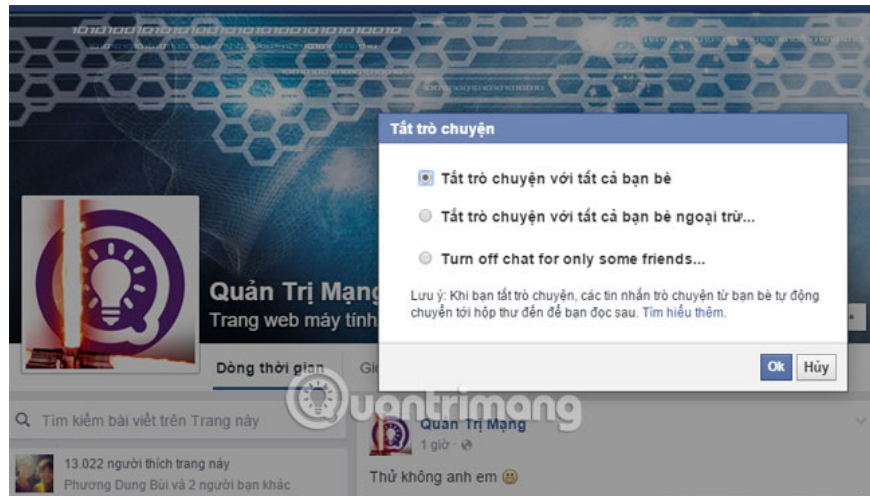 Tắt trò chuyện
Tắt trò chuyện với tất cả bạn bè
Tắt trò chuyện với tất cả bạn bè ngoại trừ...
Turn off chat for only some friends...
Lưu ý: Khi bạn tắt trò chuyện, các tin nhắn trò chuyện từ bạn bè tự động
chuyển tới hộp thư đến để bạn đọc sau. Tìm hiểu thêm.
Ok Hủy
Quản Trị Mạng
Trang web máy tính
Dòng thời gian
Tìm kiếm bài viết trên Trang này
13.022 người thích trang này
Phương Dung Bùi và 2 người bạn khác
Quantrimang
Quản Trị Mạng
1 giờ
Thử không anh em